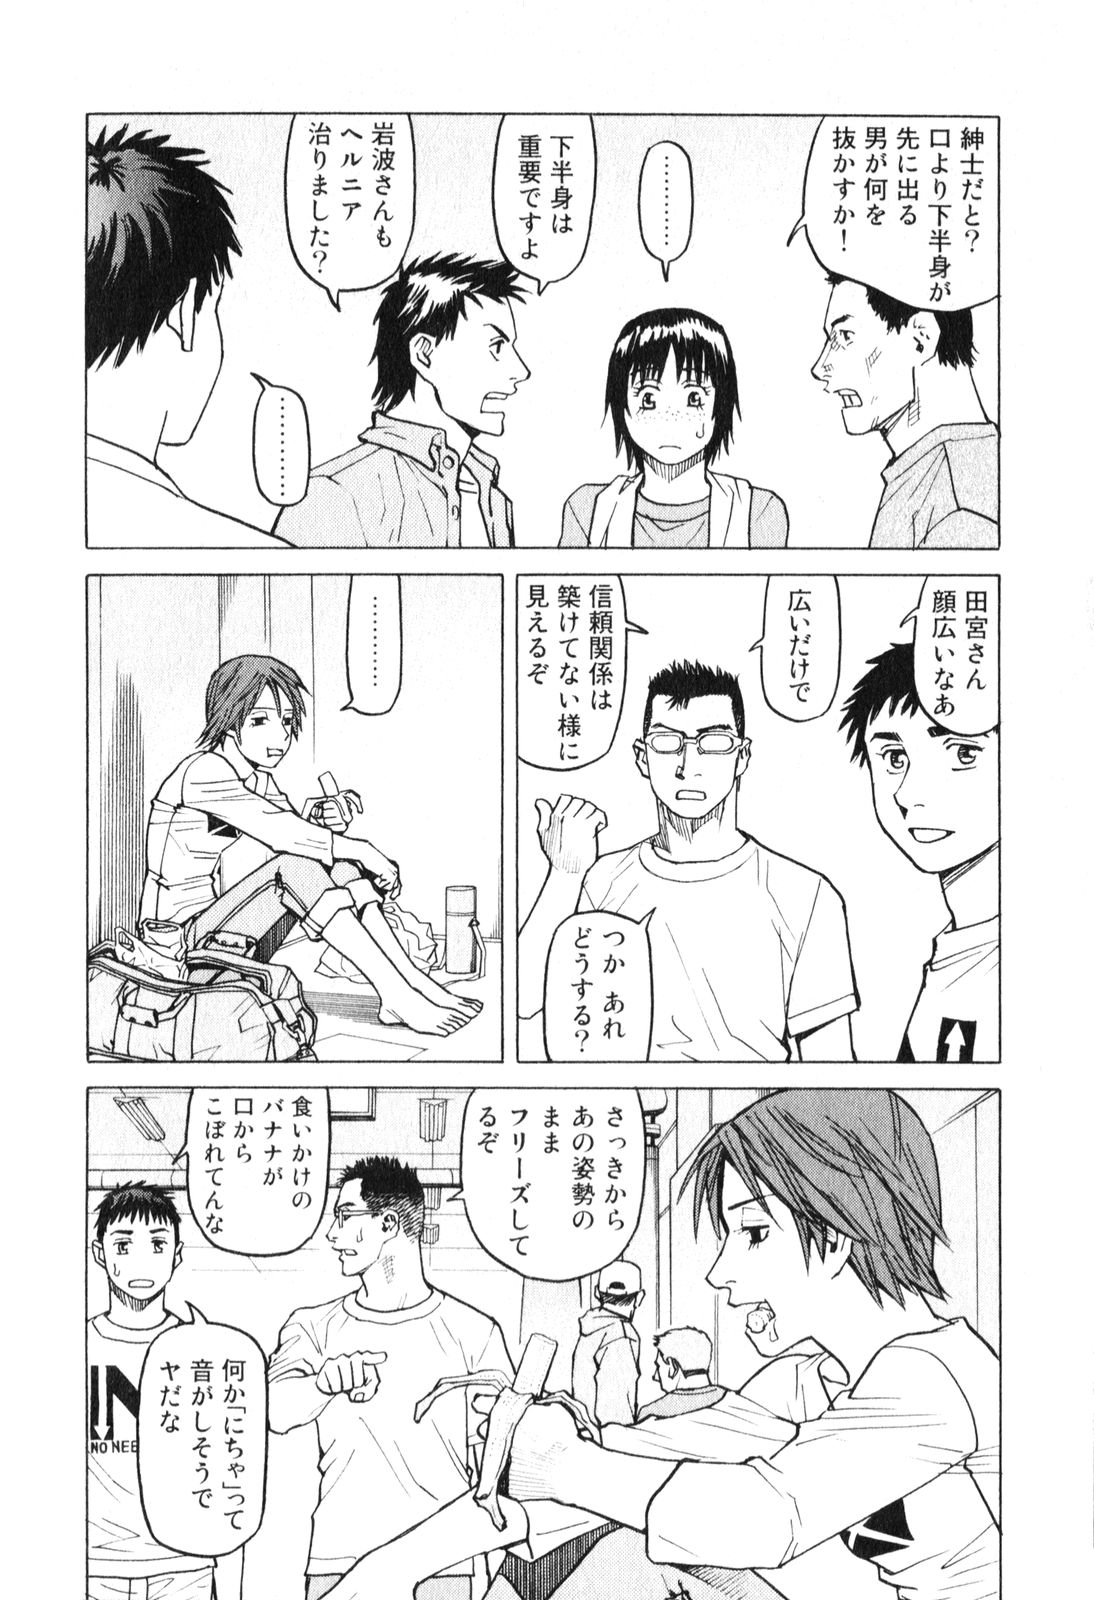 紳士だと?
口より下半身が
先に出る
男が何を
抜かすか!
………
下半身は
重要ですよ
岩波さんも
ヘルニア
治りました?
………
田宮さん
顔広いなあ
広いだけで
信頼関係は
築けてない様に
見えるぞ
つか あれ
どうする?
………
さっきから
あの姿勢の
まま
フリーズして
るぞ
食いかけの
バナナが
口から
こぼれてんな
何か「にちゃ」って
音がしそうで
ヤだな
IN
NO NEE